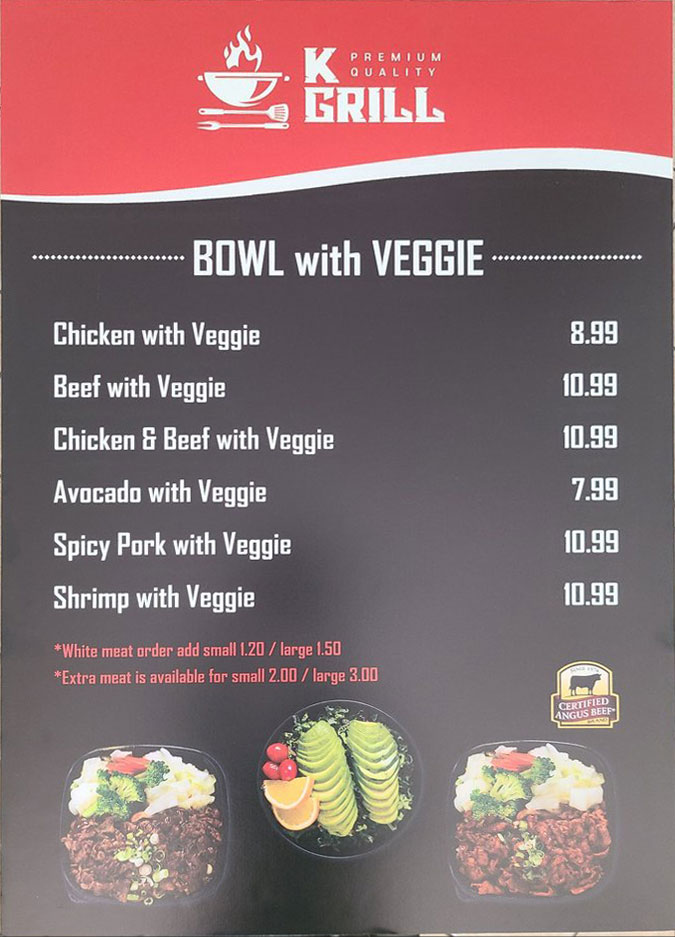 K PREMIUM
QUALITY
GRILL
BOWL with VEGGIE
Chicken with Veggie 8.99
Beef with Veggie 10.99
Chicken & Beef with Veggie 10.99
Avocado with Veggie 7.99
Spicy Pork with Veggie 10.99
Shrimp with Veggie 10.99
*White meat order add small 1.20 / large 1.50
*Extra meat is available for small 2.00 / large 3.00
SINCE 1978
CERTIFIED
ANGUS BEEF®
BRAND